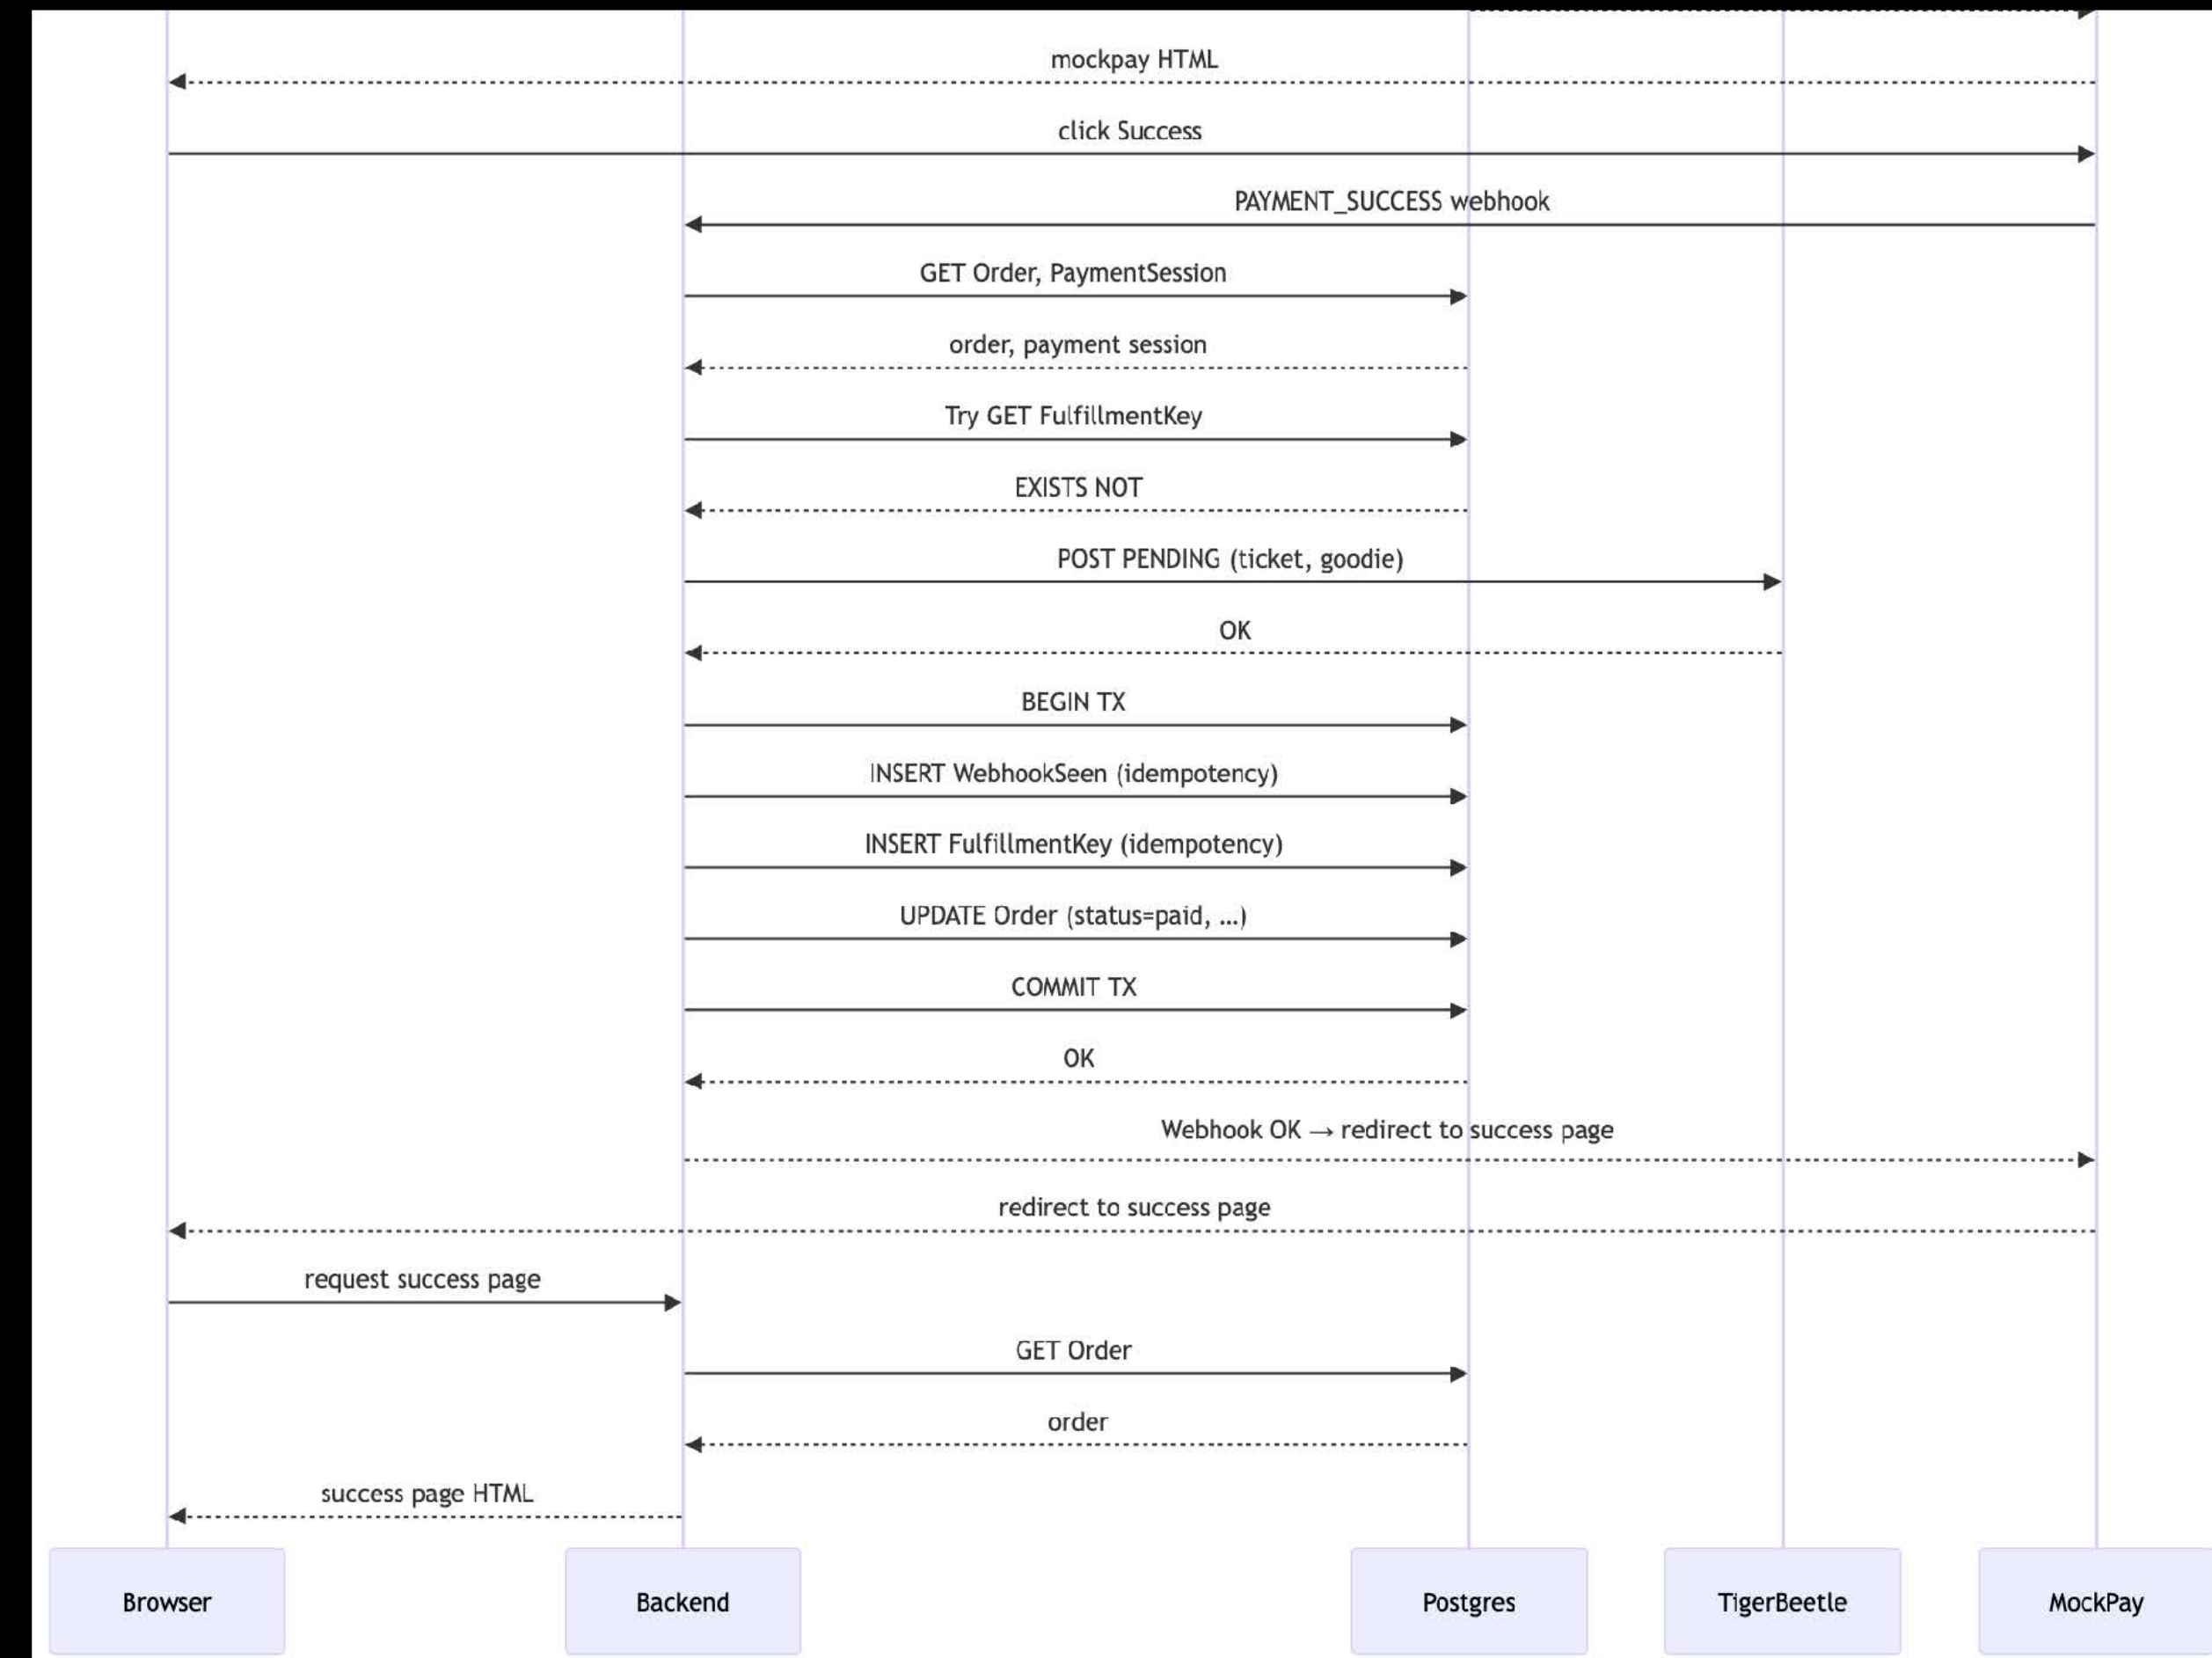 mockpay HTML
click Success
PAYMENT_SUCCESS webhook
GET Order, PaymentSession
order, payment session
Try GET FulfillmentKey
EXISTS NOT
POST PENDING (ticket, goodie)
OK
BEGIN TX
INSERT WebhookSeen (idempotency)
INSERT FulfillmentKey (idempotency)
UPDATE Order (status=paid, ...)
COMMIT TX
OK
Webhook OK → redirect to success page
redirect to success page
request success page
GET Order
order
success page HTML
Browser
Backend
Postgres
TigerBeetle
MockPay